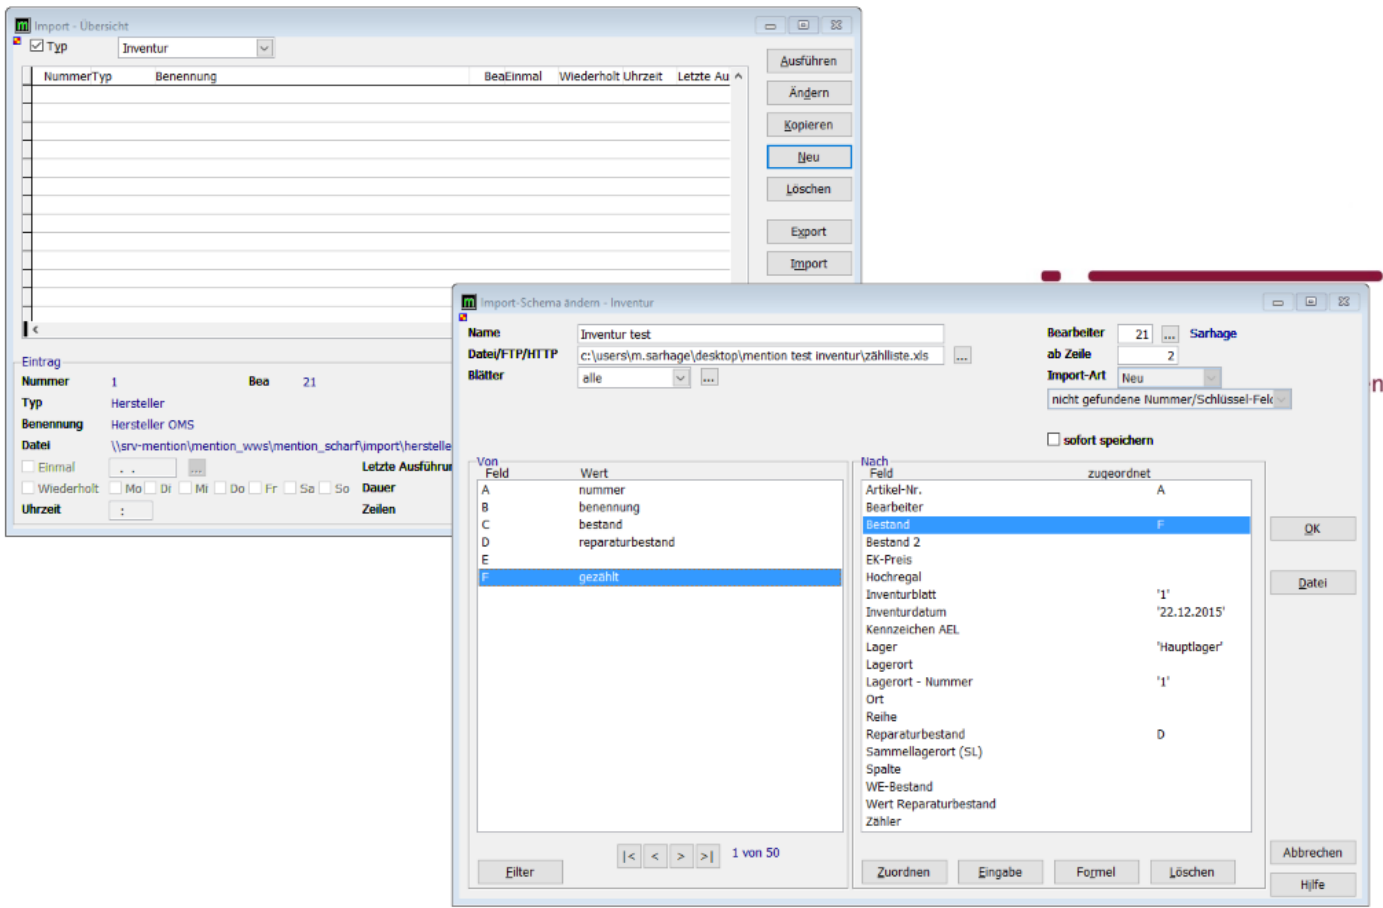 Import - Übersicht
Typ Inventur
Ausführen
NummerTyp Benennung BeaEinmal Wiederholt Uhrzeit Letzte Au
Ändern
Kopieren
Neu
Löschen
Export
Import
Eintrag
Nummer 1 Bea 21
Typ Hersteller
Benennung Hersteller OMS
Datei \\srv-mention\mention_wws\mention_scharf\import\herstelle
Einmal . . ... Letzte Ausführur
Wiederholt Mo Di Mi Do Fr Sa So Dauer
Uhrzeit : Zeilen
Import-Schema ändern - Inventur
Name Inventur test Bearbeiter 21 ... Sarhage
Datei/FTP/HTTP c:\users\m.sarhage\desktop\mention test inventur\zählliste.xls ... ab Zeile 2
Blätter alle ... Import-Art Neu
nicht gefundene Nummer/Schlüssel-Felc
sofort speichern
Von
Feld Wert
A nummer
B benennung
C bestand
D reparaturbestand
E
F gezählt
|< < > >| 1 von 50
Filter
Nach
Feld zugeordnet
Artikel-Nr. A
Bearbeiter
Bestand F
Bestand 2
EK-Preis
Hochregal
Inventurblatt '1'
Inventurdatum '22.12.2015'
Kennzeichen AEL
Lager 'Hauptlager'
Lagerort
Lagerort - Nummer '1'
Ort
Reihe
Reparaturbestand D
Sammellagerort (SL)
Spalte
WE-Bestand
Wert Reparaturbestand
Zähler
Zuordnen Eingabe Formel Löschen
OK
Datei
Abbrechen
Hilfe
en